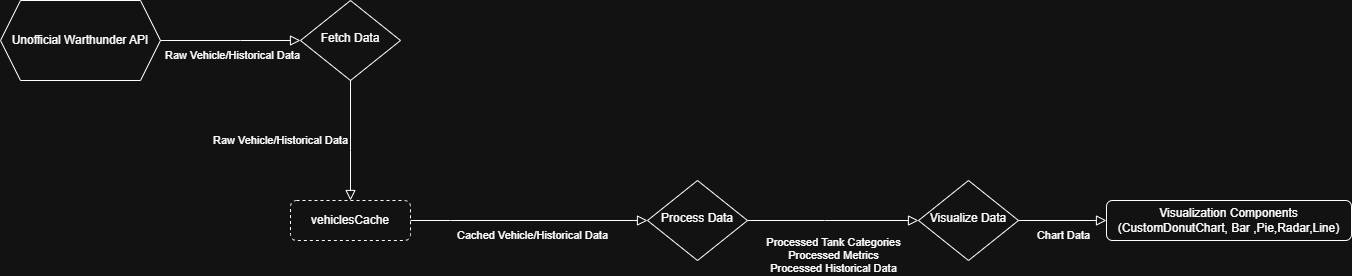 Unofficial Warthunder API
Raw Vehicle/Historical Data
Fetch Data
Raw Vehicle/Historical Data
vehiclesCache
Cached Vehicle/Historical Data
Process Data
Processed Tank Categories
Processed Metrics
Processed Historical Data
Visualize Data
Chart Data
Visualization Components
(CustomDonutChart, Bar ,Pie,Radar,Line)